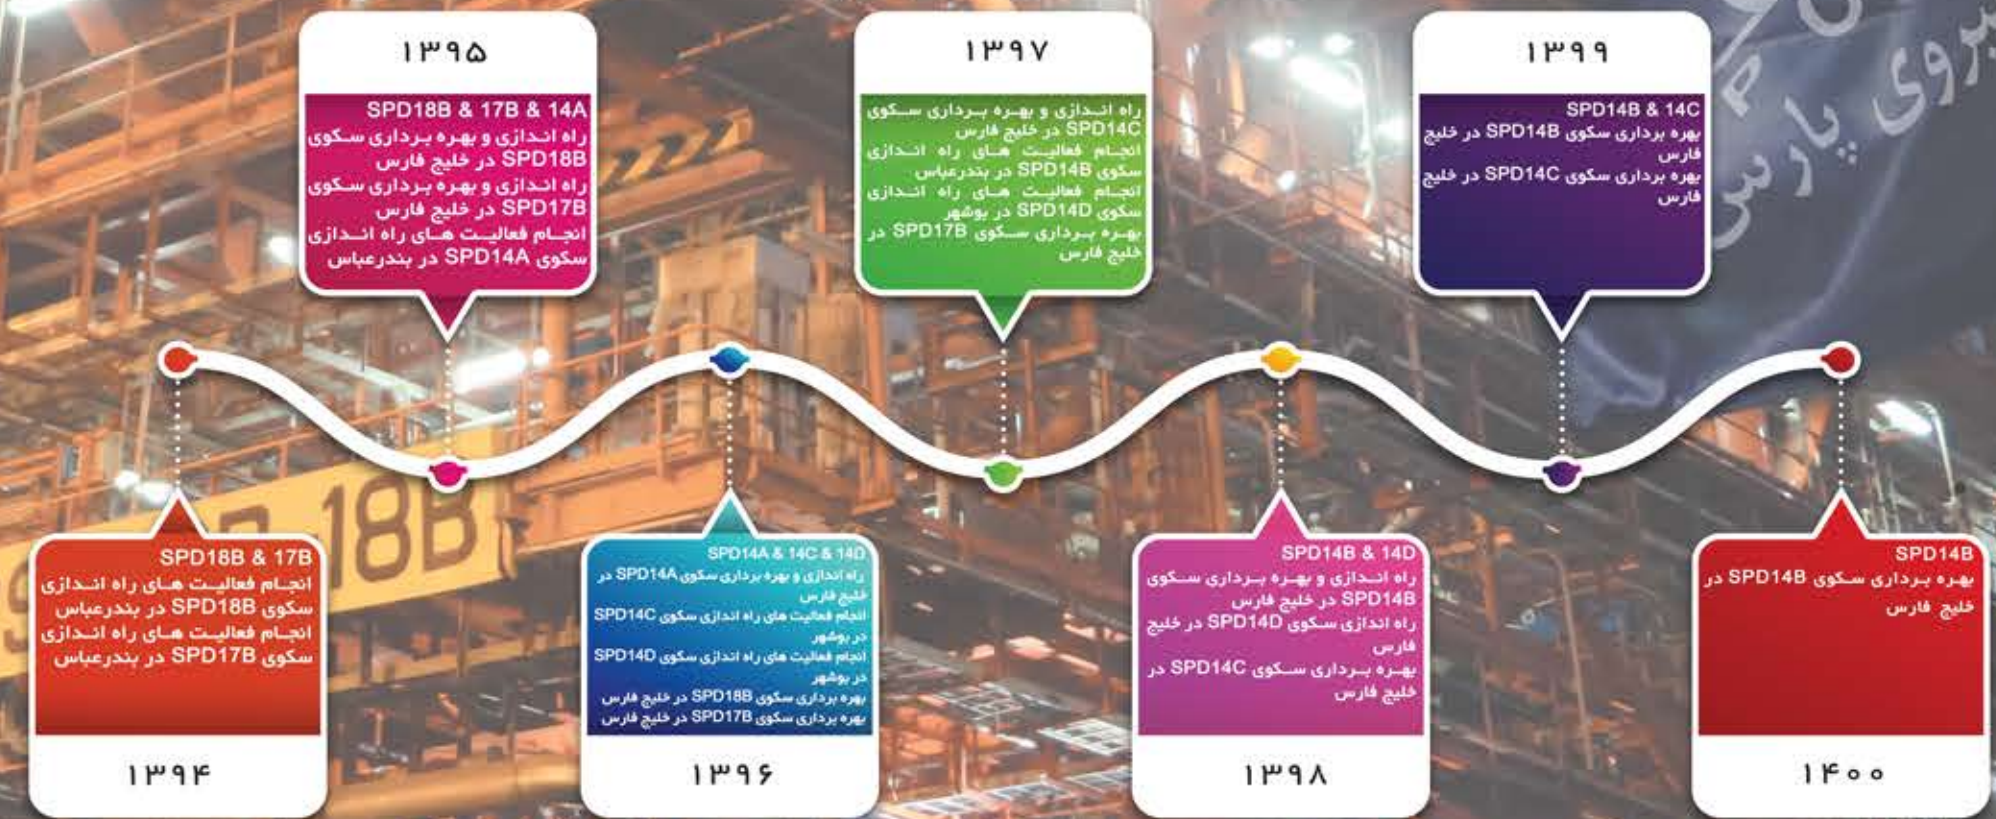 ۱۳۹۵
SPD18B & 17B & 14A
راه اندازی و بهره برداری سکوی
SPD18B در خلیج فارس
راه اندازی و بهره برداری سکوی
SPD17B در خلیج فارس
انجام فعالیت های راه اندازی
سکوی SPD14A در بندرعباس
۱۳۹۷
راه اندازی و بهره برداری سکوی
SPD14C در خلیج فارس
انجام فعالیت های راه اندازی
سکوی SPD14B در بندرعباس
انجام فعالیت های راه اندازی
سکوی SPD14D در بوشهر
بهره برداری سکوی SPD17B در
خلیج فارس
۱۳۹۹
SPD14B & 14C
بهره برداری سکوی SPD14B در خلیج
فارس
بهره برداری سکوی SPD14C در خلیج
فارس
پارس
18B
SPD18B & 17B
انجام فعالیت های راه اندازی
سکوی SPD18B در بندرعباس
انجام فعالیت های راه اندازی
سکوی SPD17B در بندرعباس
۱۳۹۴
SPD14A & 14C & 14D
راه اندازی و بهره برداری سکوی SPD14A در
خلیج فارس
انجام فعالیت های راه اندازی سکوی SPD14C
در بوشهر
انجام فعالیت های راه اندازی سکوی SPD14D
در بوشهر
بهره برداری سکوی SPD18B در خلیج فارس
بهره برداری سکوی SPD17B در خلیج فارس
۱۳۹۶
SPD14B & 14D
راه اندازی و بهره برداری سکوی
SPD14B در خلیج فارس
راه اندازی سکوی SPD14D در خلیج
فارس
بهره برداری سکوی SPD14C در
خلیج فارس
۱۳۹۸
SPD14B
بهره برداری سکوی SPD14B در
خلیج فارس
۱۴۰۰